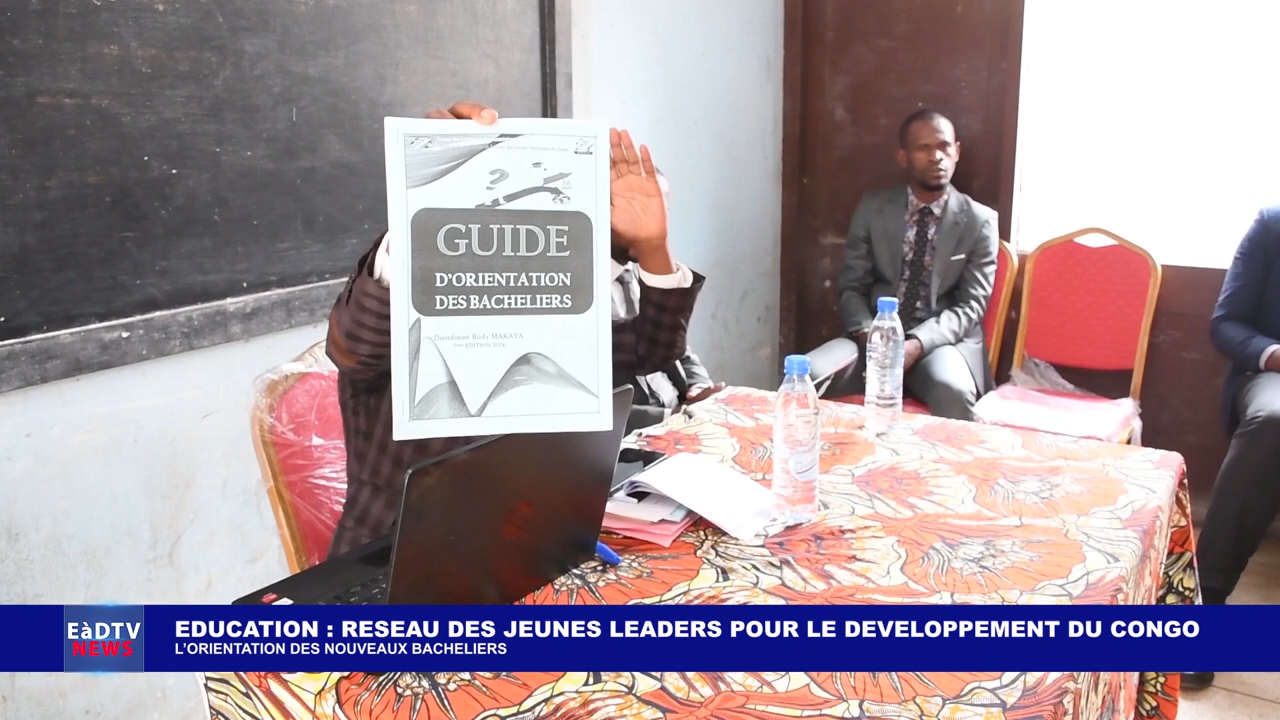 GUIDE
D'ORIENTATION
DES BACHELIERS
Dieudonné Rudy MAKAYA
EDITION
EàDTV
NEWS
EDUCATION : RESEAU DES JEUNES LEADERS POUR LE DEVELOPPEMENT DU CONGO
L'ORIENTATION DES NOUVEAUX BACHELIERS